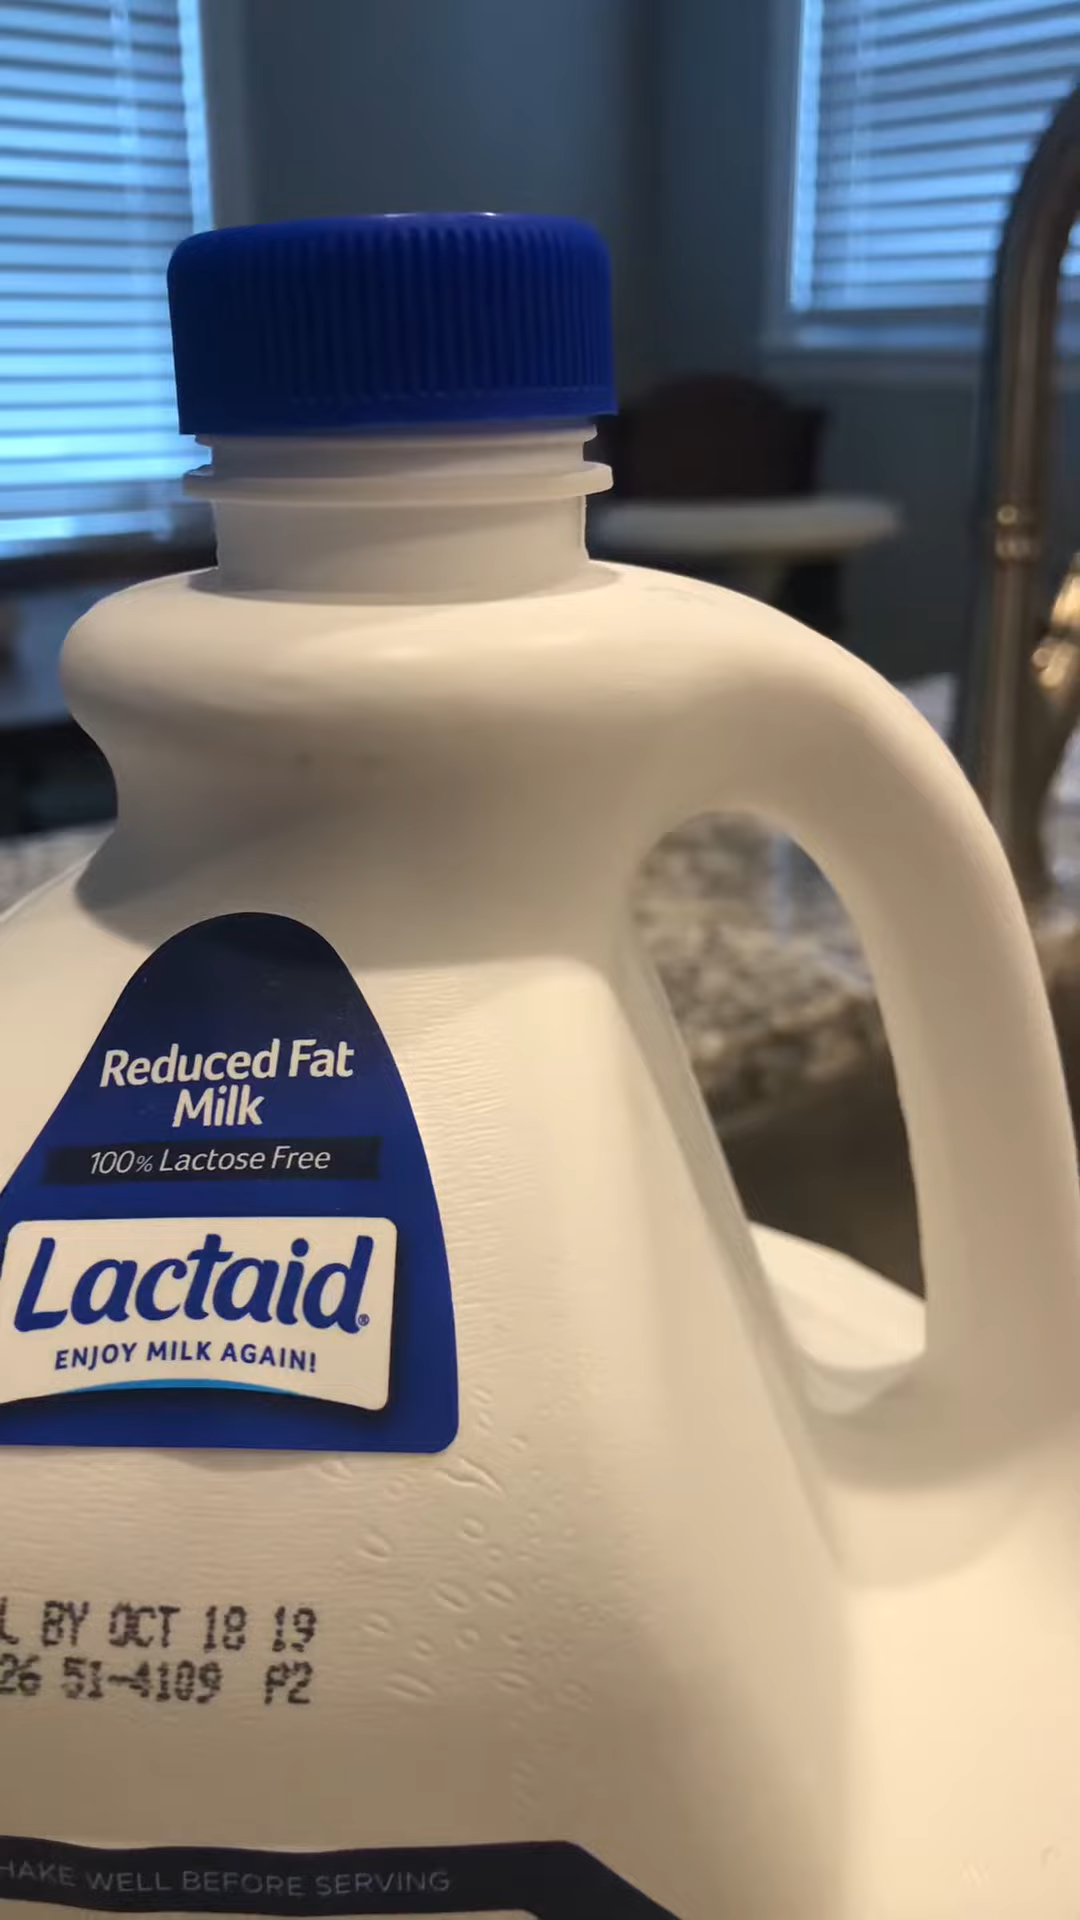 Reduced Fat
Milk
100% Lactose Free
Lactaid®
ENJOY MILK AGAIN!
L BY OCT 18 19
26 51-4109 P2
HAKE WELL BEFORE SERVING